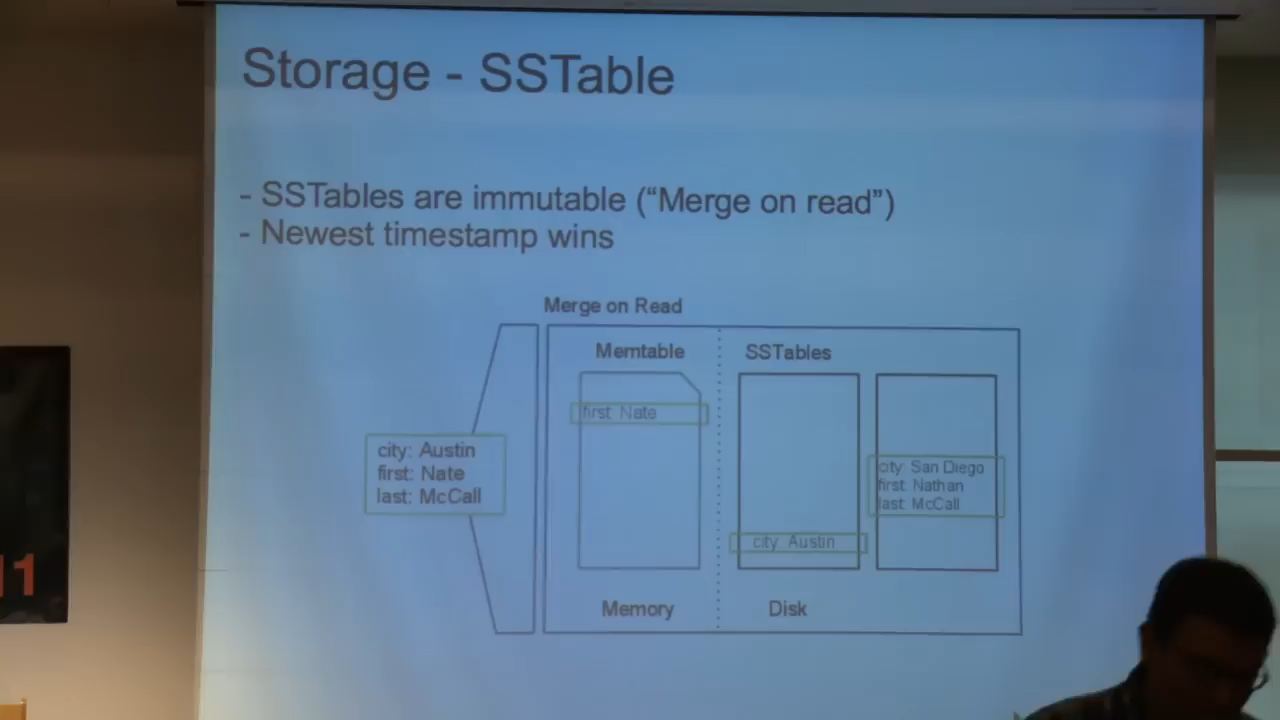 Storage - SSTable
- SSTables are immutable (“Merge on read”)
- Newest timestamp wins
Merge on Read
Memtable
SSTables
first: Nate
city: Austin
first: Nate
last: McCall
city: San Diego
first: Nathan
last: McCall
city: Austin
Memory
Disk
11